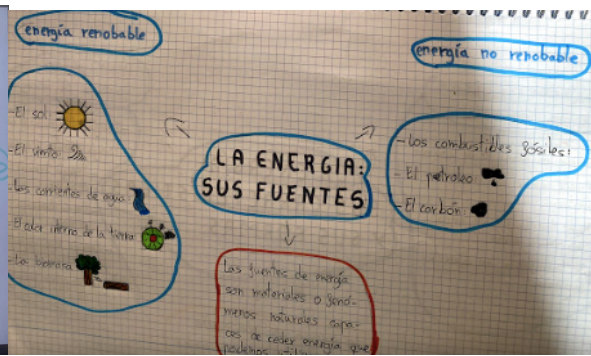 energía renobable
-El sol:
-El viento:
-Las corrientes de agua
-El calor interno de la tierra
-La biomasa
LA ENERGIA:
SUS FUENTES
energía no renobable
-Los combustibles fósiles:
-El petroleo:
-El carbón:
Las fuentes de energía
son materiales o fenó-
menos naturales capa-
ces de ceder energía que
podemos